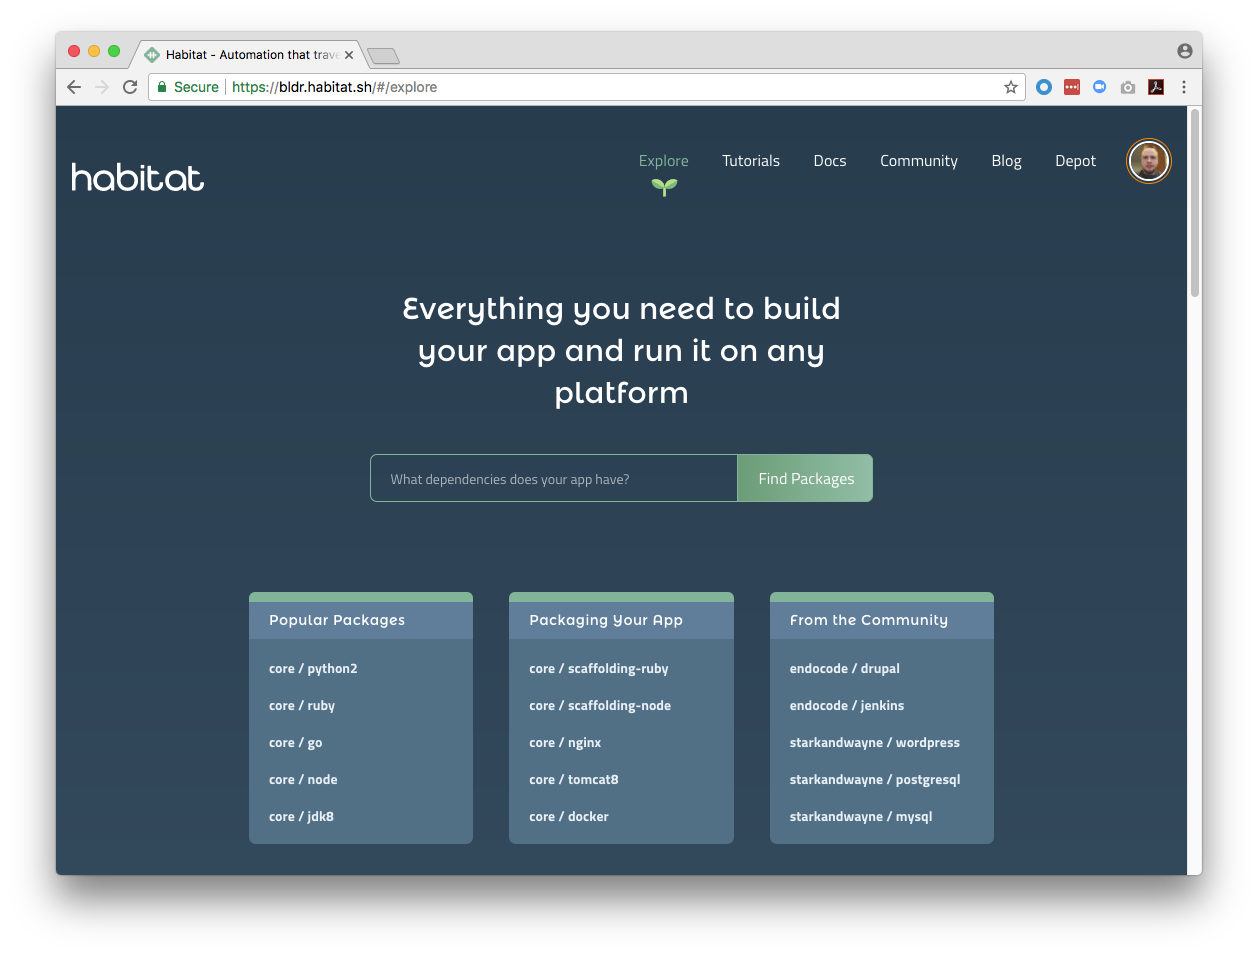 Habitat - Automation that trav
Secure https://bldr.habitat.sh/#/explore
habitat
Explore Tutorials Docs Community Blog Depot
Everything you need to build
your app and run it on any
platform
What dependencies does your app have? Find Packages
Popular Packages
core / python2
core / ruby
core / go
core / node
core / jdk8
Packaging Your App
core / scaffolding-ruby
core / scaffolding-node
core / nginx
core / tomcat8
core / docker
From the Community
endocode / drupal
endocode / jenkins
starkandwayne / wordpress
starkandwayne / postgresql
starkandwayne / mysql